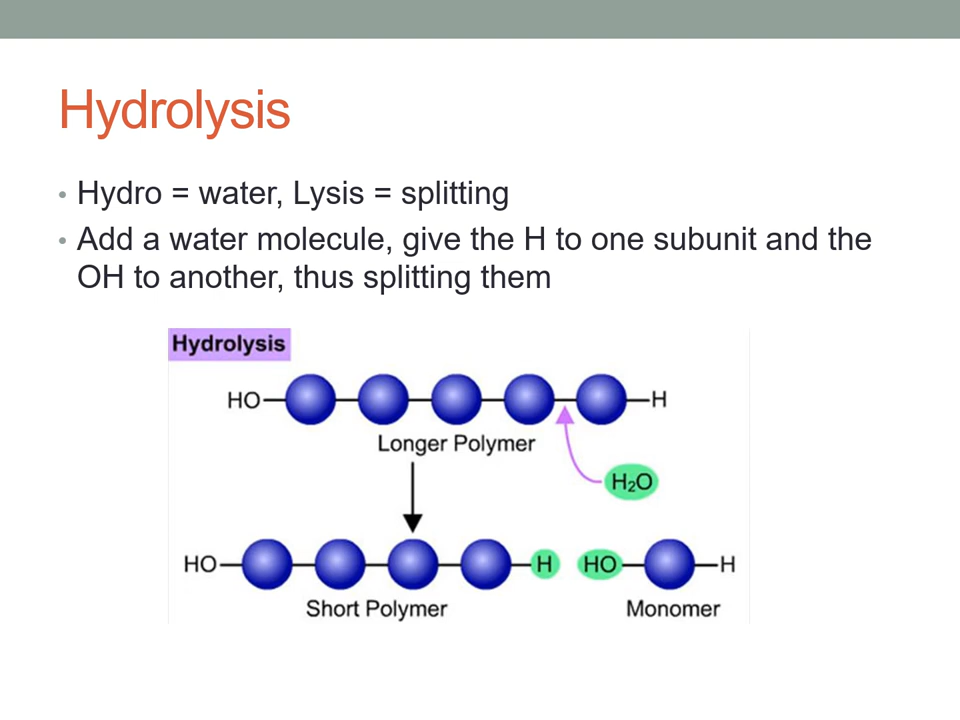 Hydrolysis
• Hydro = water, Lysis = splitting
• Add a water molecule, give the H to one subunit and the
OH to another, thus splitting them
Hydrolysis
HO H
Longer Polymer
H₂O
HO H HO H
Short Polymer Monomer